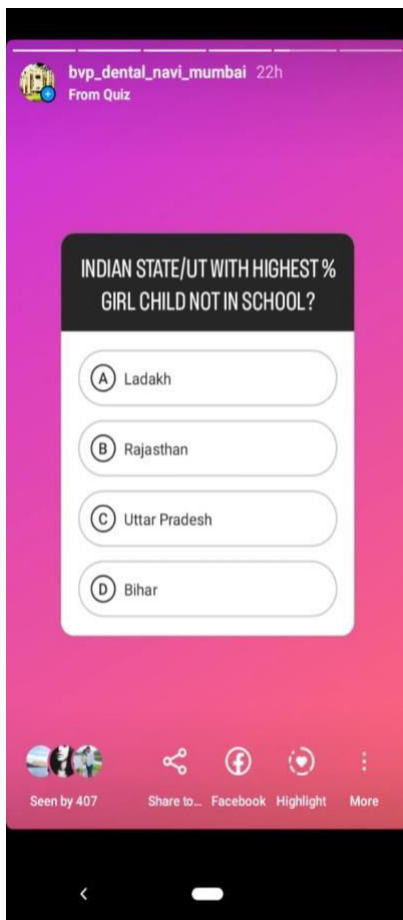 bvp_dental_navi_mumbai 22h
From Quiz
INDIAN STATE/UT WITH HIGHEST %
GIRL CHILD NOT IN SCHOOL?
A Ladakh
B Rajasthan
C Uttar Pradesh
D Bihar
Seen by 407 Share to... Facebook Highlight More